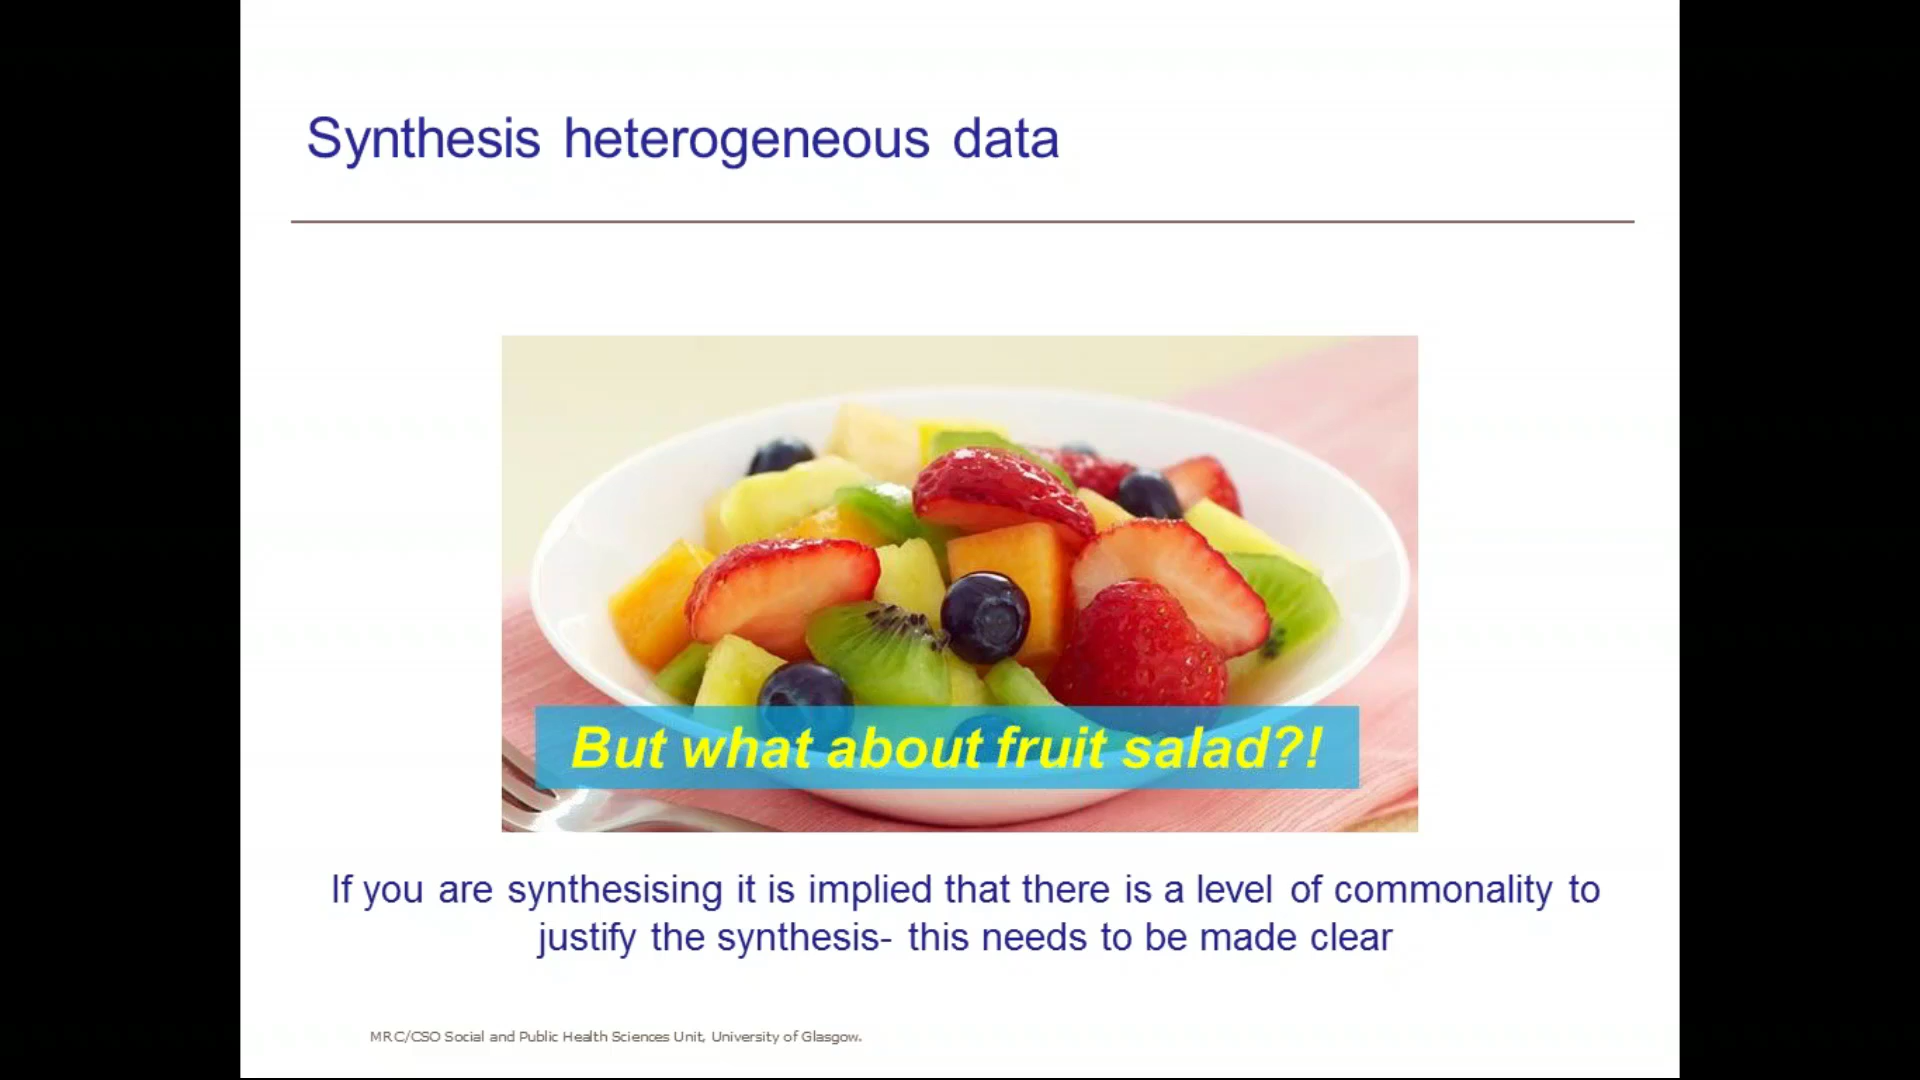 Synthesis heterogeneous data
But what about fruit salad?!
If you are synthesising it is implied that there is a level of commonality to
justify the synthesis- this needs to be made clear
MRC/CSO Social and Public Health Sciences Unit, University of Glasgow.